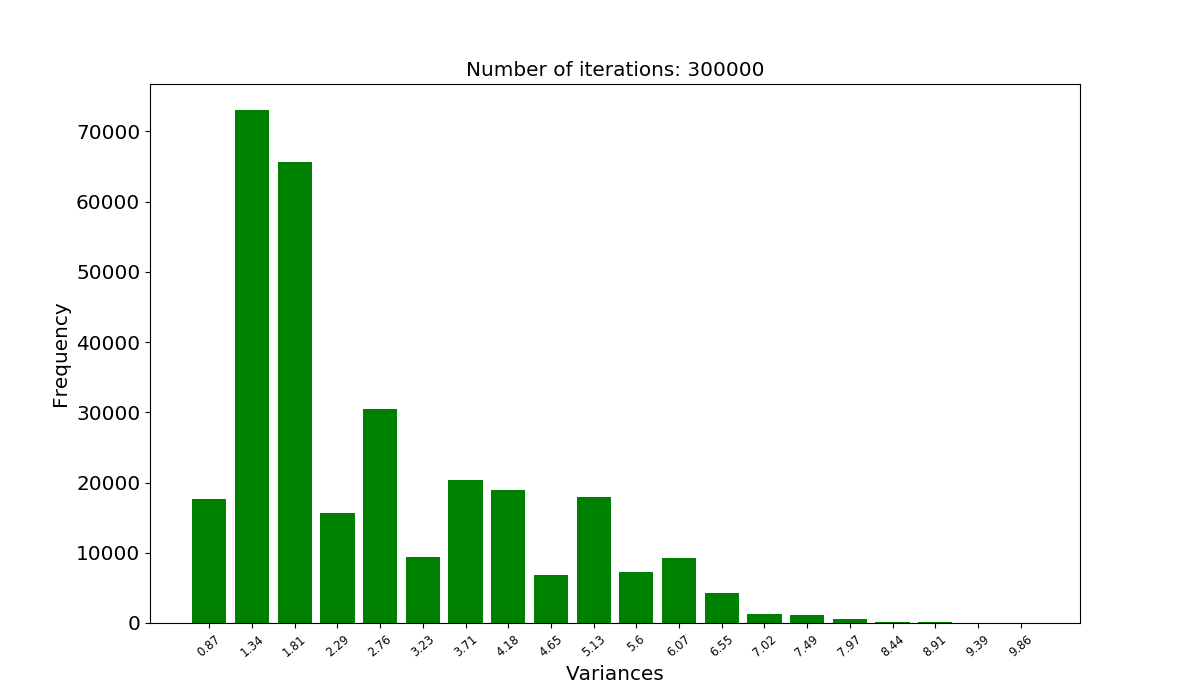 Number of iterations: 300000
Frequency
70000
60000
50000
40000
30000
20000
10000
0
0.87 1.34 1.81 2.29 2.76 3.23 3.71 4.18 4.65 5.13 5.6 6.07 6.55 7.02 7.49 7.97 8.44 8.91 9.39 9.86
Variances